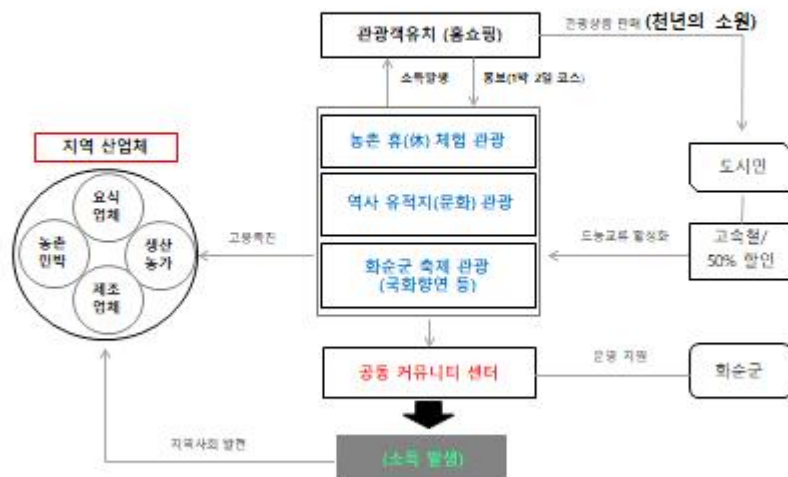 관광객유치 (홈쇼핑)
관광상품 판매 (천년의 소원)
소득발생
홍보(1박 2일 코스)
지역 산업체
농촌 휴(休) 체험 관광
도시민
요식
업체
역사 유적지(문화) 관광
농촌
민박
생산
농가
고용촉진
도농교류 활성화
고속철/
50% 할인
제조
업체
화순군 축제 관광
(국화향연 등)
공동 커뮤니티 센터
운영 지원
화순군
지역사회 발전
(소득 발생)